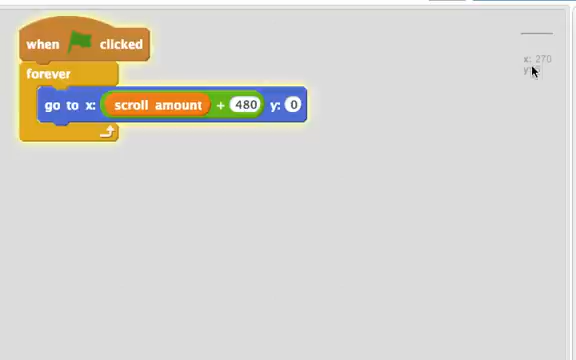 when clicked
forever
go to x: scroll amount + 480 y: 0
x: 270
y: